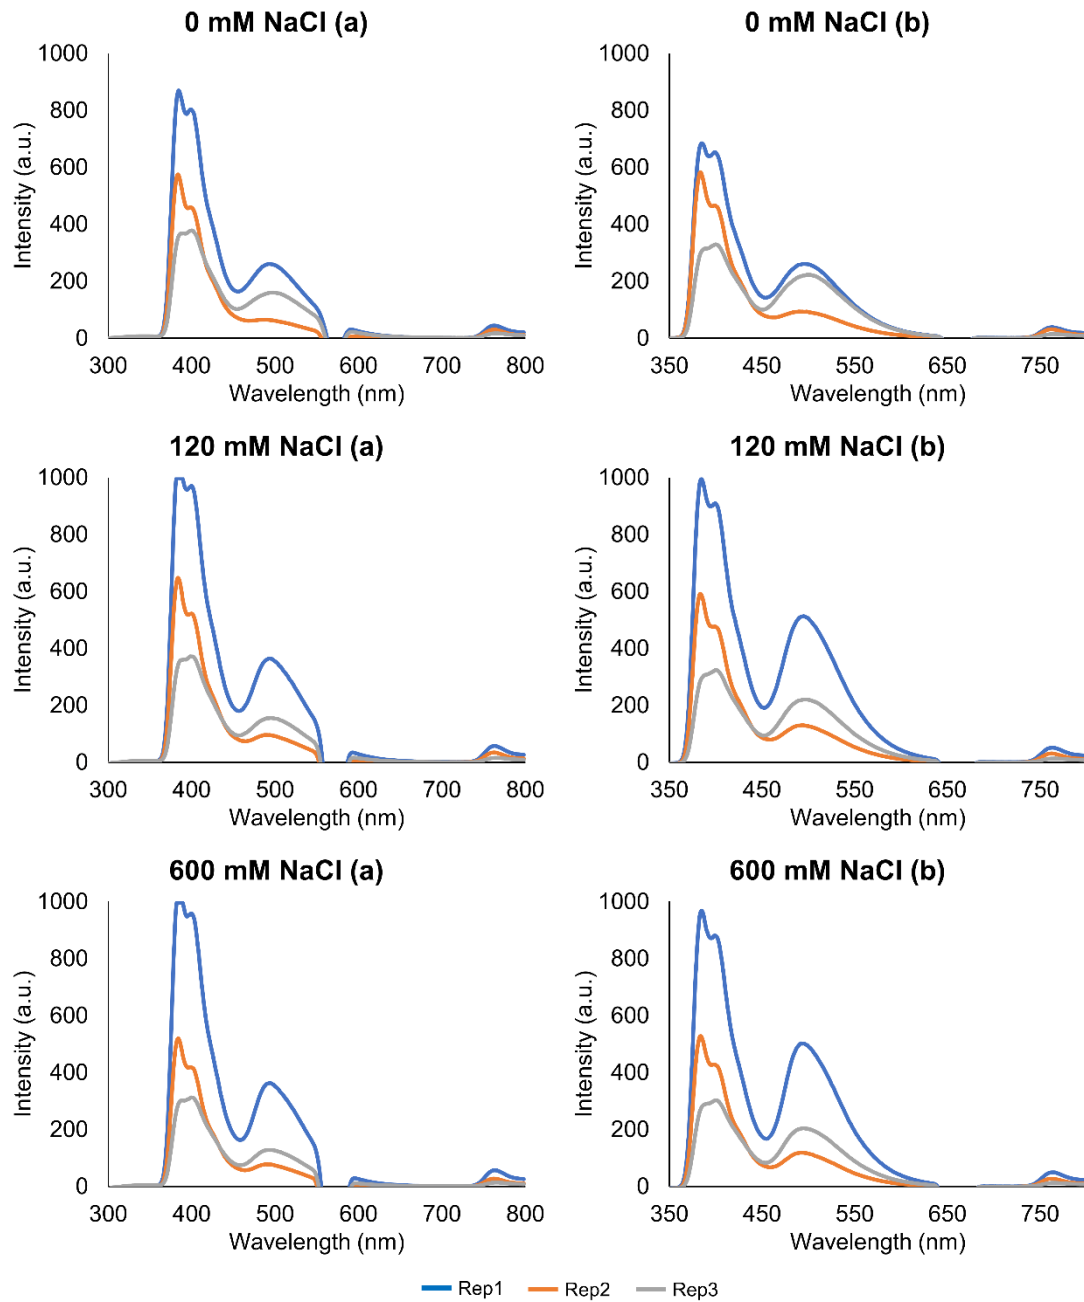 0 mM NaCl (a)
1000
800
600
400
200
0
Intensity (a.u.)
300 400 500 600 700 800
Wavelength (nm)
0 mM NaCl (b)
1000
800
600
400
200
0
Intensity (a.u.)
350 450 550 650 750
Wavelength (nm)
120 mM NaCl (a)
1000
800
600
400
200
0
Intensity (a.u.)
300 400 500 600 700 800
Wavelength (nm)
120 mM NaCl (b)
1000
800
600
400
200
0
Intensity (a.u.)
350 450 550 650 750
Wavelength (nm)
600 mM NaCl (a)
1000
800
600
400
200
0
Intensity (a.u.)
300 400 500 600 700 800
Wavelength (nm)
600 mM NaCl (b)
1000
800
600
400
200
0
Intensity (a.u.)
350 450 550 650 750
Wavelength (nm)
Rep1 Rep2 Rep3